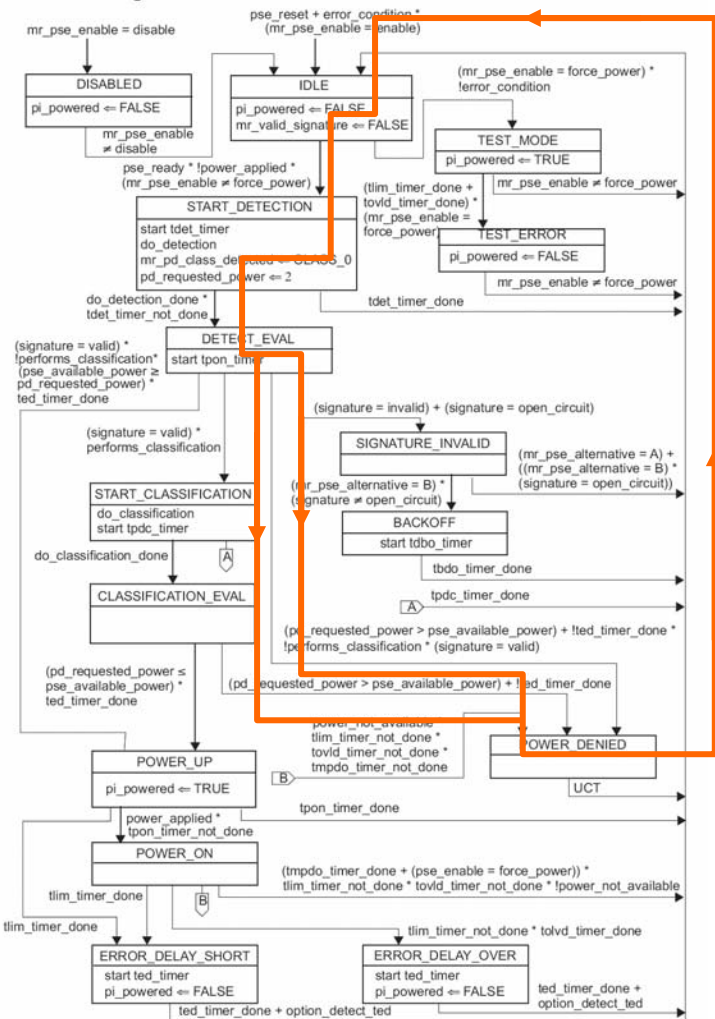 mr_pse_enable = disable
pse_reset + error_condition *
(mr_pse_enable = enable)
DISABLED
pi_powered ⇐ FALSE
IDLE
pi_powered ⇐ FALSE
mr_valid_signature ⇐ FALSE
(mr_pse_enable = force_power) *
!error_condition
mr_pse_enable
≠ disable
TEST_MODE
pi_powered ⇐ TRUE
pse_ready * !power_applied *
(mr_pse_enable ≠ force_power)
mr_pse_enable ≠ force_power
START_DETECTION
start tdet_timer
do_detection
mr_pd_class_detected ⇐ CLASS_0
pd_requested_power ⇐ 2
(tlim_timer_done +
tovld_timer_done) *
(mr_pse_enable =
force_power)
TEST_ERROR
pi_powered ⇐ FALSE
mr_pse_enable ≠ force_power
do_detection_done *
tdet_timer_not_done
tdet_timer_done
DETECT_EVAL
start tpon_timer
(signature = valid) *
!performs_classification*
(pse_available_power ≥
pd_requested_power) *
ted_timer_done
(signature = invalid) + (signature = open_circuit)
(signature = valid) *
performs_classification
SIGNATURE_INVALID
(mr_pse_alternative = A) +
((mr_pse_alternative = B) *
(signature = open_circuit))
START_CLASSIFICATION
do_classification
start tpdc_timer
(mr_pse_alternative = B) *
(signature ≠ open_circuit)
BACKOFF
start tdbo_timer
do_classification_done
A
tbdo_timer_done
CLASSIFICATION_EVAL
A
tpdc_timer_done
(pd_requested_power > pse_available_power) + !ted_timer_done *
!performs_classification * (signature = valid)
(pd_requested_power ≤
pse_available_power) *
ted_timer_done
(pd_requested_power > pse_available_power) + !ted_timer_done
power_not_available
tlim_timer_not_done *
tovld_timer_not_done *
tmpdo_timer_not_done
B
POWER_DENIED
UCT
POWER_UP
pi_powered ⇐ TRUE
tpon_timer_done
power_applied *
tpon_timer_not_done
POWER_ON
(tmpdo_timer_done + (pse_enable = force_power)) *
tlim_timer_not_done * tovld_timer_not_done * !power_not_available
B
tlim_timer_done
tlim_timer_done
tlim_timer_not_done * tolvd_timer_done
ERROR_DELAY_SHORT
start ted_timer
pi_powered ⇐ FALSE
ERROR_DELAY_OVER
start ted_timer
pi_powered ⇐ FALSE
ted_timer_done +
option_detect_ted
ted_timer_done + option_detect_ted